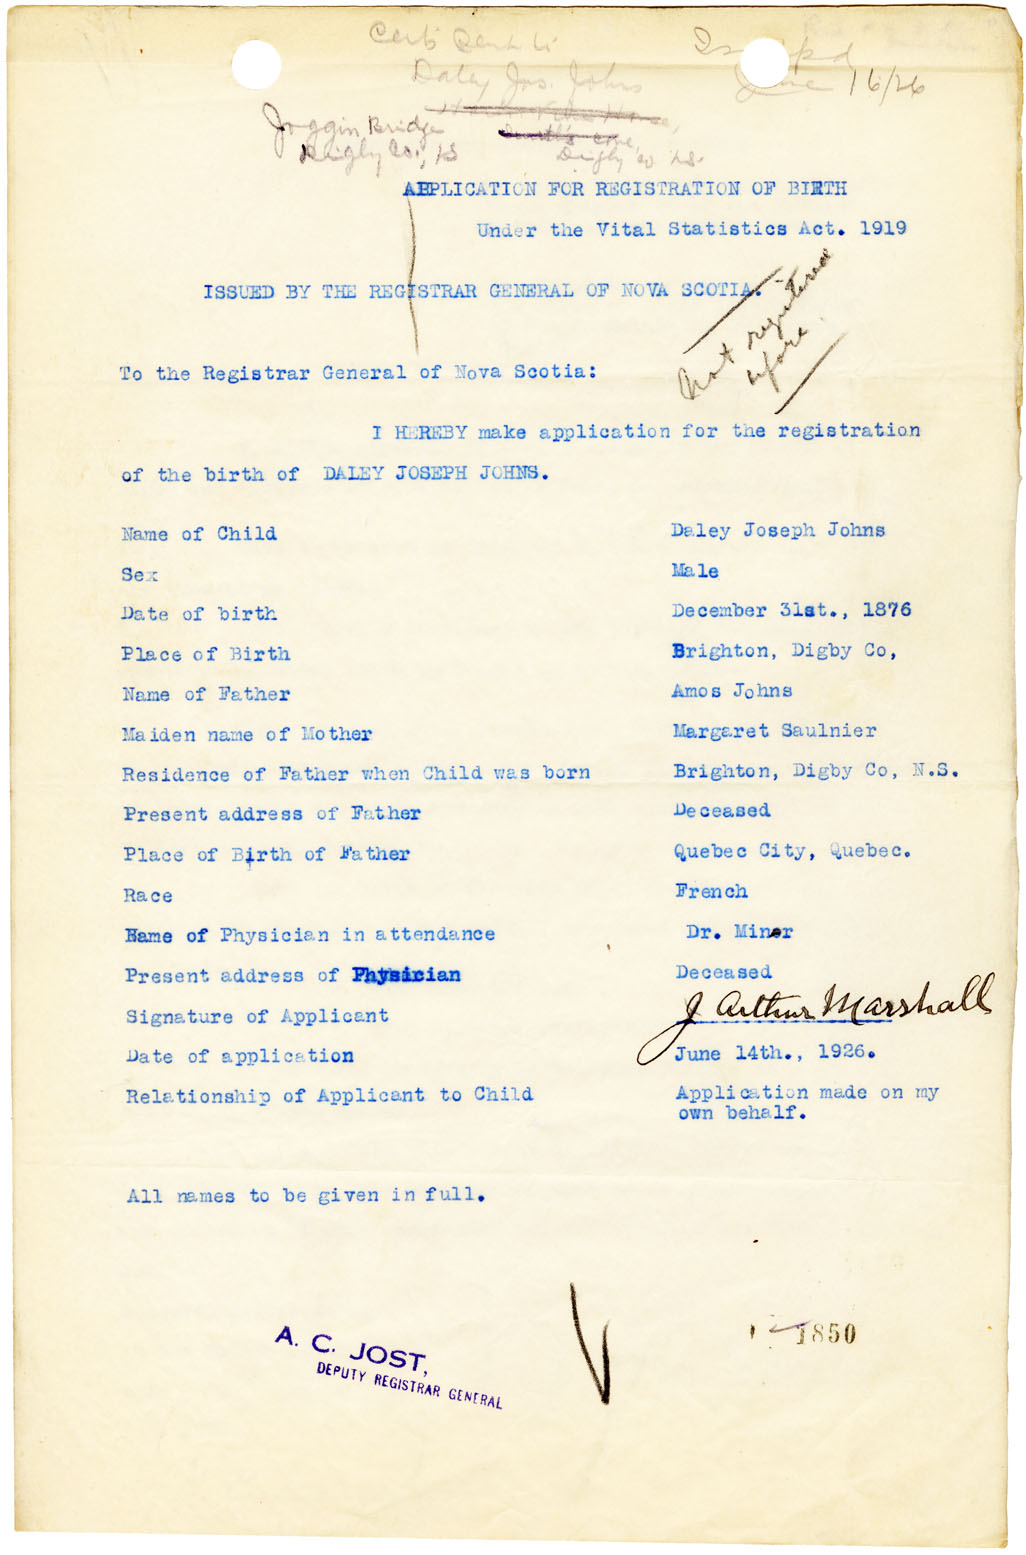 Certi sent to
Daley Jos. Johns
Iss
June 16/26
Joggin Bridge
Digby Co., NS
Smith's Cove,
Digby Co NS.
APPLICATION FOR REGISTRATION OF BIRTH
Under the Vital Statistics Act. 1919
ISSUED BY THE REGISTRAR GENERAL OF NOVA SCOTIA.
Not registered
before.
To the Registrar General of Nova Scotia:
I HEREBY make application for the registration
of the birth of DALEY JOSEPH JOHNS.
Name of Child Daley Joseph Johns
Sex Male
Date of birth December 31st., 1876
Place of Birth Brighton, Digby Co,
Name of Father Amos Johns
Maiden name of Mother Margaret Saulnier
Residence of Father when Child was born Brighton, Digby Co, N.S.
Present address of Father Deceased
Place of Birth of Father Quebec City, Quebec.
Race French
Name of Physician in attendance Dr. Miner
Present address of Physician Deceased
Signature of Applicant J Arthur Marshall
Date of application June 14th., 1926.
Relationship of Applicant to Child Application made on my
own behalf.
All names to be given in full.
A. C. JOST,
DEPUTY REGISTRAR GENERAL
1850